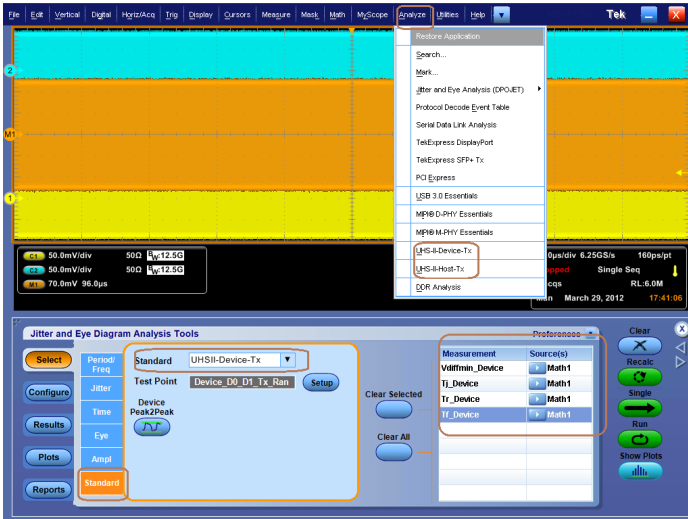 File Edit Vertical Digital Horiz/Acq Trig Display Cursors Measure Mask Math MyScope Analyze Utilities Help Tek X
Restore Application
Search...
Mark...
Jitter and Eye Analysis (DPOJET)
Protocol Decode Event Table
Serial Data Link Analysis
TekExpress DisplayPort
TekExpress SFP+ Tx
PCI Express
USB 3.0 Essentials
MIPI® D-PHY Essentials
MIPI® M-PHY Essentials
UHS-II-Device-Tx
UHS-II-Host-Tx
DDR Analysis
2
M1
1
C1 50.0mV/div 50Ω BW:12.5G
C2 50.0mV/div 50Ω BW:12.5G
M1 70.0mV 96.0µs
0µs/div 6.25GS/s 160ps/pt
Single Seq
cqs RL:6.0M
March 29, 2012 17:41:06
Jitter and Eye Diagram Analysis Tools
Preferences
Clear
X
Select
Configure
Results
Plots
Reports
Period/
Freq
Jitter
Time
Eye
Ampl
Standard
Standard UHSII-Device-Tx
Test Point Device_D0_D1_Tx_Ran Setup
Device
Peak2Peak
Clear Selected
Clear All
Measurement Source(s)
Vdiffmin_Device Math1
Tj_Device Math1
Tr_Device Math1
Tf_Device Math1
Recalc
Single
Run
Show Plots